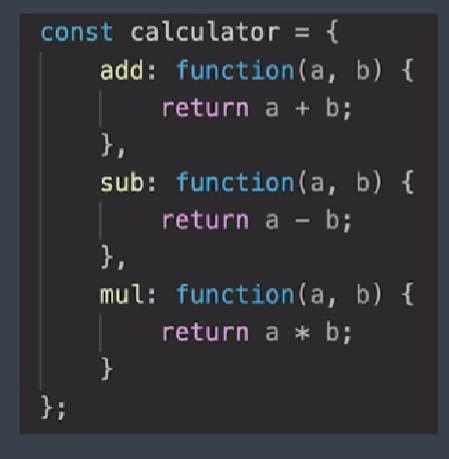 const calculator = {
    add: function(a, b) {
        return a + b;
    },
    sub: function(a, b) {
        return a - b;
    },
    mul: function(a, b) {
        return a * b;
    }
};